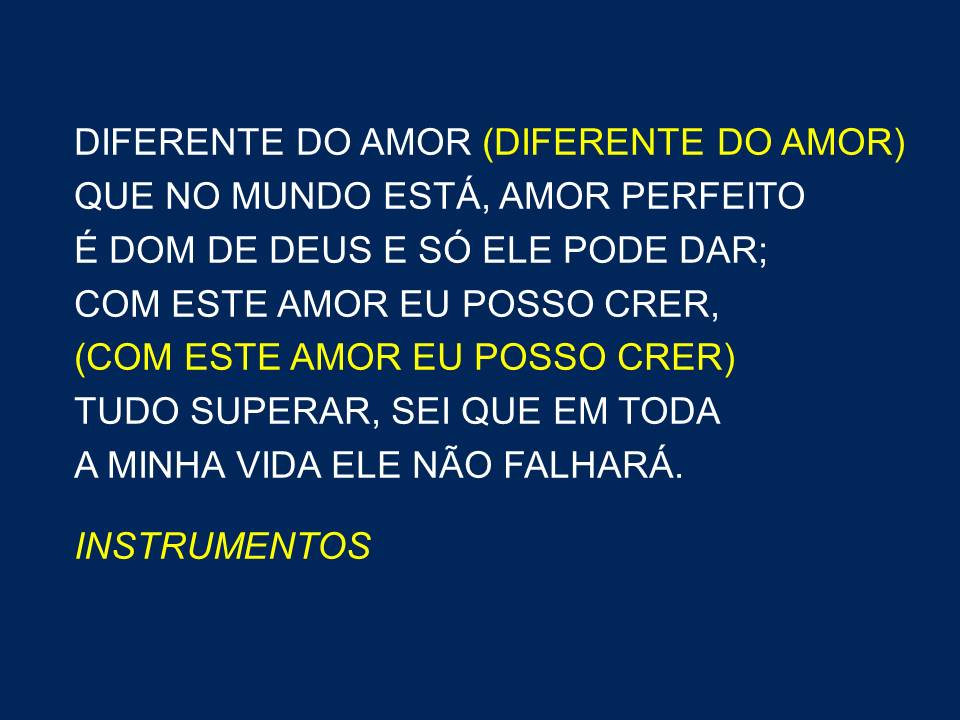 DIFERENTE DO AMOR (DIFERENTE DO AMOR)
QUE NO MUNDO ESTÁ, AMOR PERFEITO
É DOM DE DEUS E SÓ ELE PODE DAR;
COM ESTE AMOR EU POSSO CRER,
(COM ESTE AMOR EU POSSO CRER)
TUDO SUPERAR, SEI QUE EM TODA
A MINHA VIDA ELE NÃO FALHARÁ.
INSTRUMENTOS